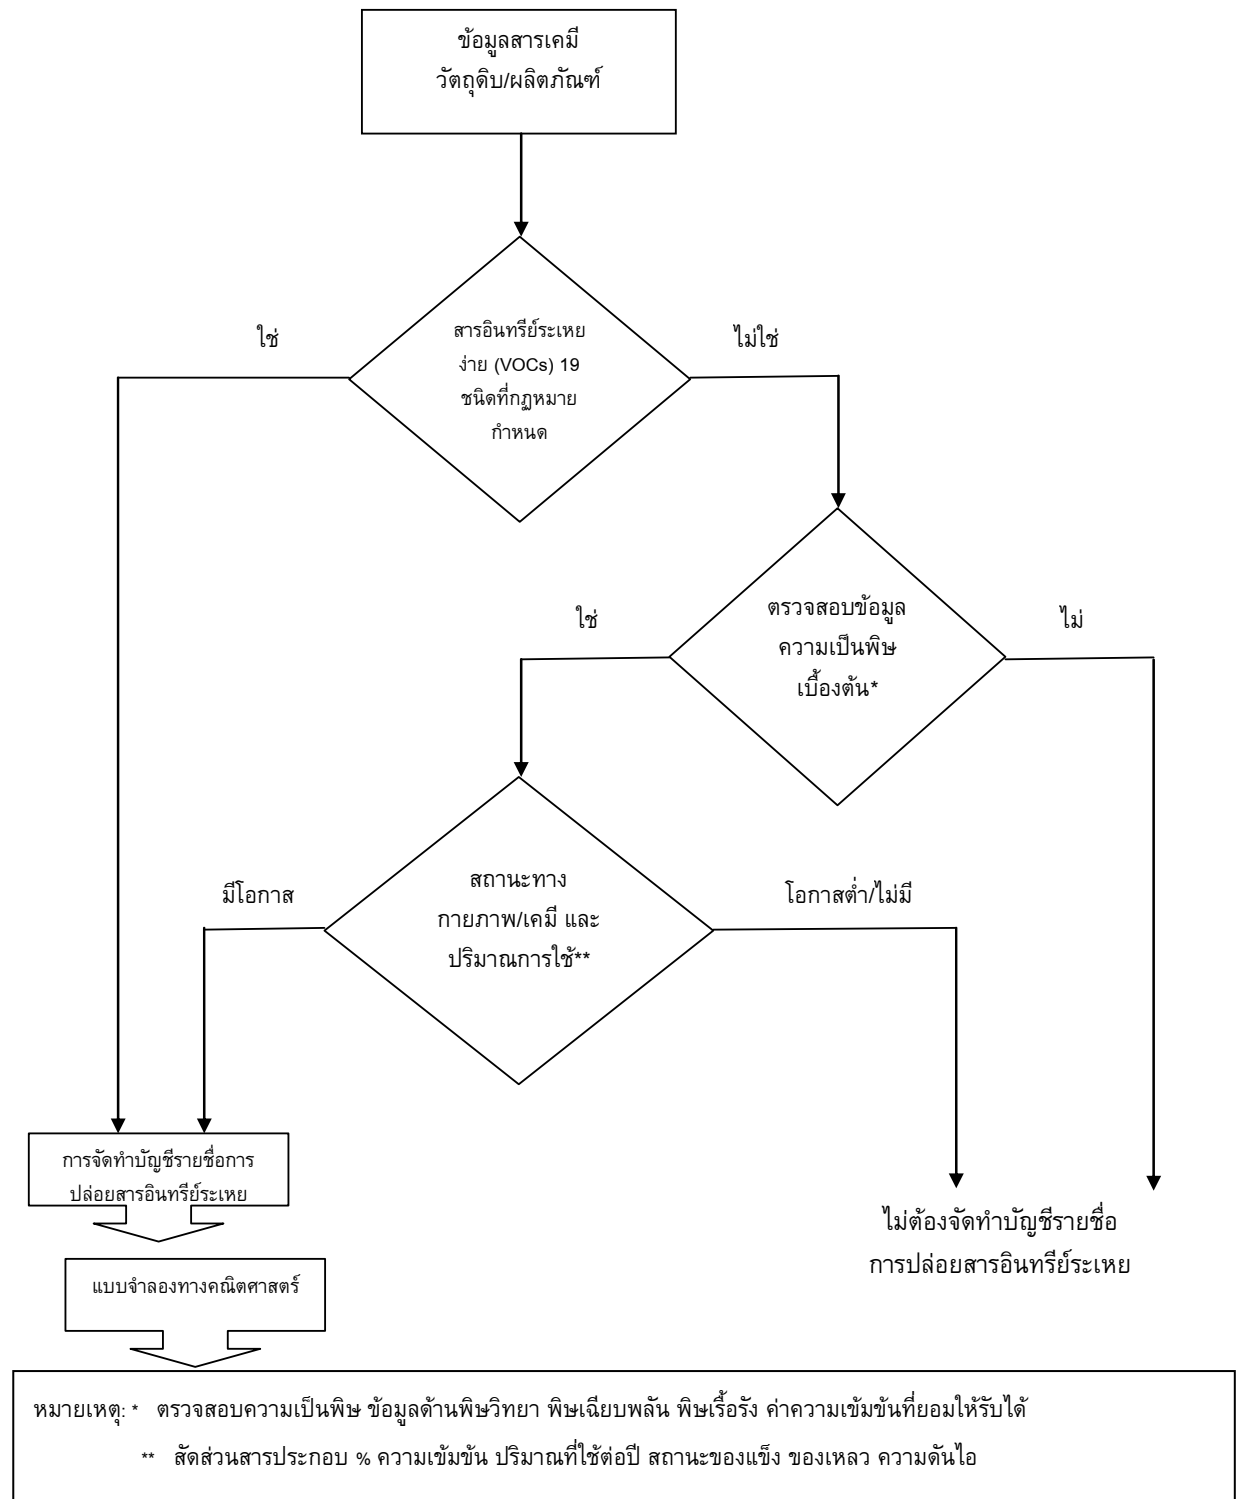 ข้อมูลสารเคมี
วัตถุดิบ/ผลิตภัณฑ์
ใช่
สารอินทรีย์ระเหย
ง่าย (VOCs) 19
ชนิดที่กฎหมาย
กำหนด
ไม่ใช่
ใช่
ตรวจสอบข้อมูล
ความเป็นพิษ
เบื้องต้น*
ไม่
มีโอกาส
สถานะทาง
กายภาพ/เคมี และ
ปริมาณการใช้**
โอกาสต่ำ/ไม่มี
การจัดทำบัญชีรายชื่อการ
ปล่อยสารอินทรีย์ระเหย
ไม่ต้องจัดทำบัญชีรายชื่อ
การปล่อยสารอินทรีย์ระเหย
แบบจำลองทางคณิตศาสตร์
หมายเหตุ: * ตรวจสอบความเป็นพิษ ข้อมูลด้านพิษวิทยา พิษเฉียบพลัน พิษเรื้อรัง ค่าความเข้มข้นที่ยอมให้รับได้
** สัดส่วนสารประกอบ % ความเข้มข้น ปริมาณที่ใช้ต่อปี สถานะของแข็ง ของเหลว ความดันไอ